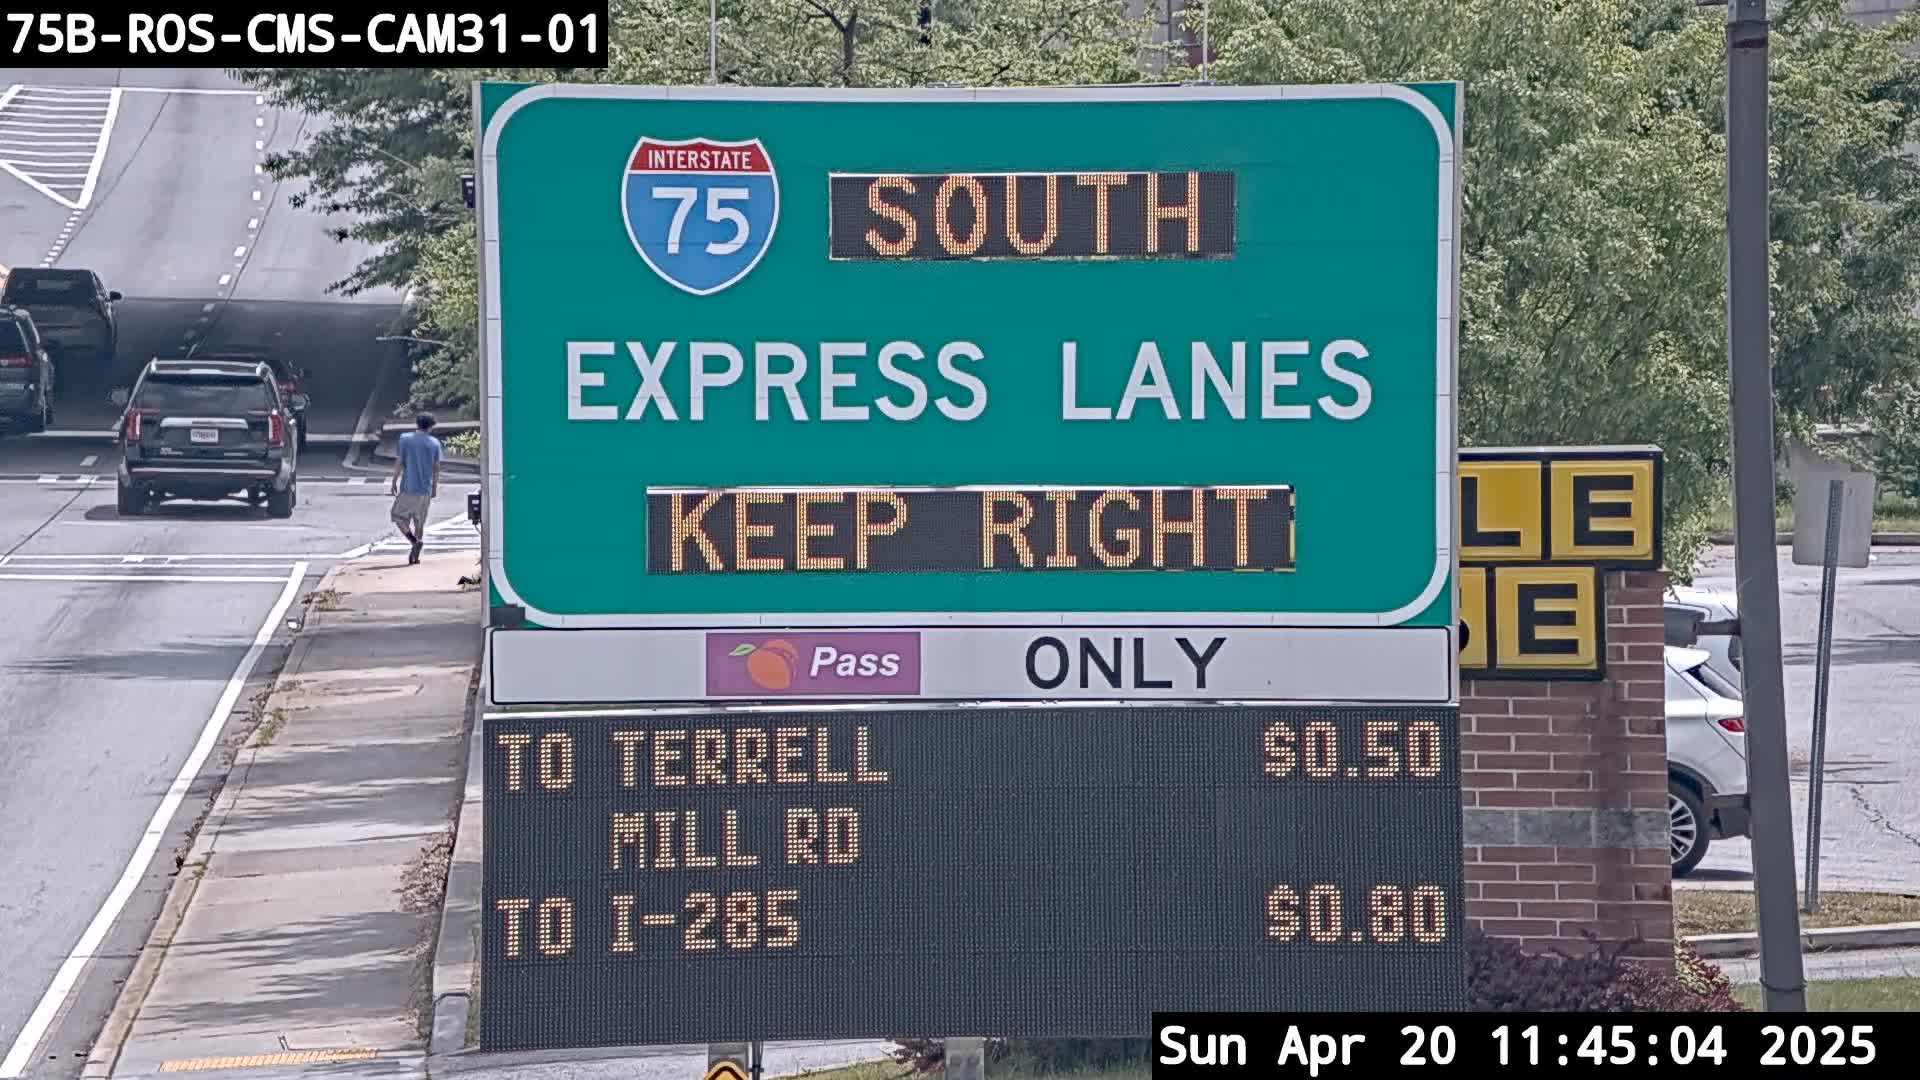 75B-ROS-CMS-CAM31-01
INTERSTATE
75
SOUTH
EXPRESS LANES
KEEP RIGHT
Pass ONLY
TO TERRELL $0.50
MILL RD
TO I-285 $0.80
LE
E
Sun Apr 20 11:45:04 2025